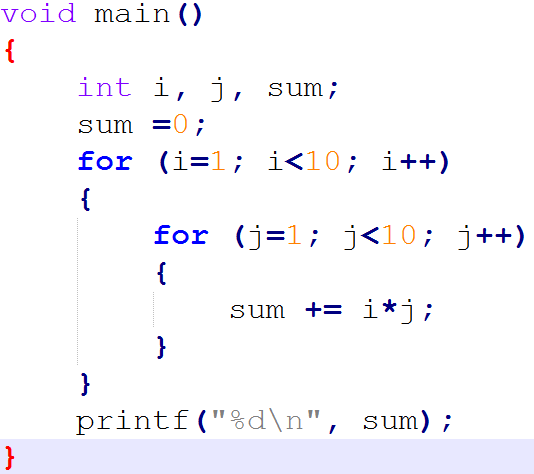 void main()
{
int i, j, sum;
sum =0;
for (i=1; i<10; i++)
{
for (j=1; j<10; j++)
{
sum += i*j;
}
}
printf("%d\n", sum);
}